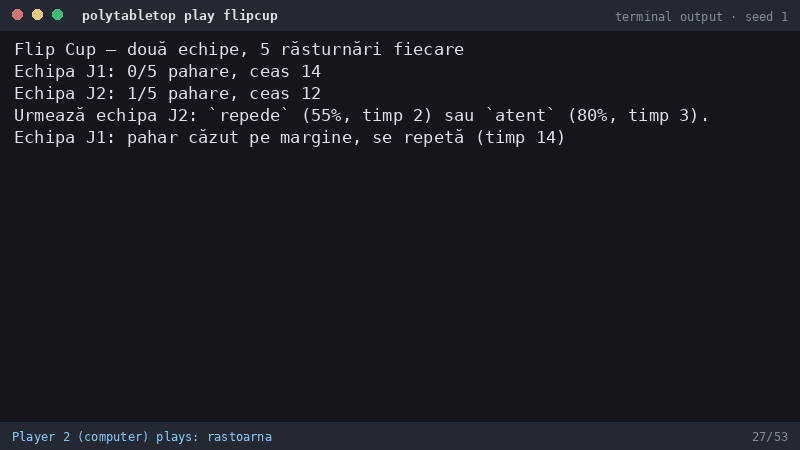 polytabletop play flipcup
terminal output · seed 1
Flip Cup — două echipe, 5 răsturnări fiecare
Echipa J1: 0/5 pahare, ceas 14
Echipa J2: 1/5 pahare, ceas 12
Urmează echipa J2: `repede` (55%, timp 2) sau `atent` (80%, timp 3).
Echipa J1: pahar căzut pe margine, se repetă (timp 14)
Player 2 (computer) plays: rastoarna
27/53